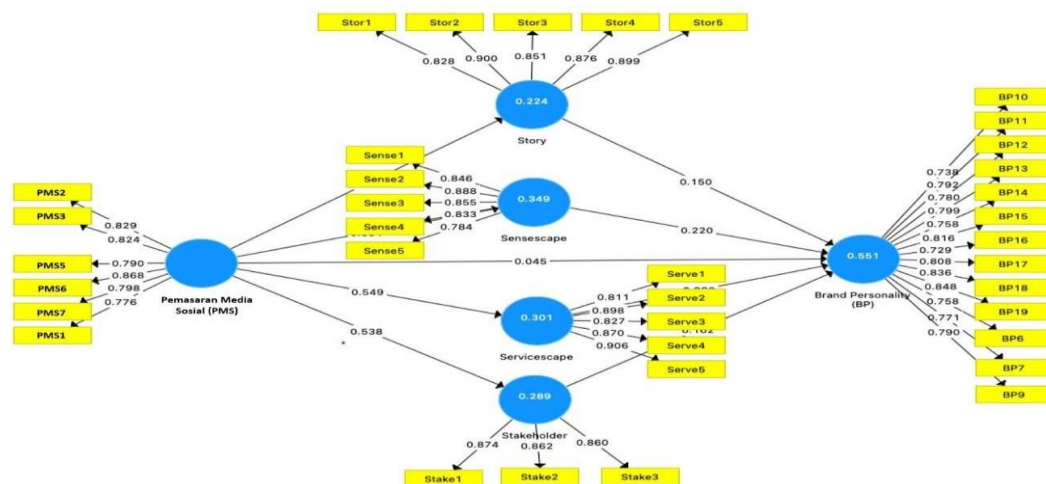 Stor1
Stor2
Stor3
Stor4
Stor5
0.828
0.900
0.851
0.876
0.899
0.224
Story
Sense1
Sense2
Sense3
Sense4
Sense5
0.846
0.888
0.855
0.833
0.784
0.349
Sensescape
PMS2
PMS3
PMS5
PMS6
PMS7
PMS1
0.829
0.824
0.790
0.868
0.798
0.776
Pemasaran Media
Sosial (PMS)
0.549
0.538
0.045
0.150
0.220
Serve1
Serve2
Serve3
Serve4
Serve5
0.811
0.898
0.827
0.870
0.906
0.301
Servicescape
0.289
Stakeholder
0.874
0.862
0.860
Stake1
Stake2
Stake3
0.551
Brand Personality
(BP)
BP10
BP11
BP12
BP13
BP14
BP15
BP16
BP17
BP18
BP19
BP6
BP7
BP9
0.738
0.792
0.780
0.799
0.758
0.816
0.729
0.808
0.836
0.848
0.758
0.771
0.790